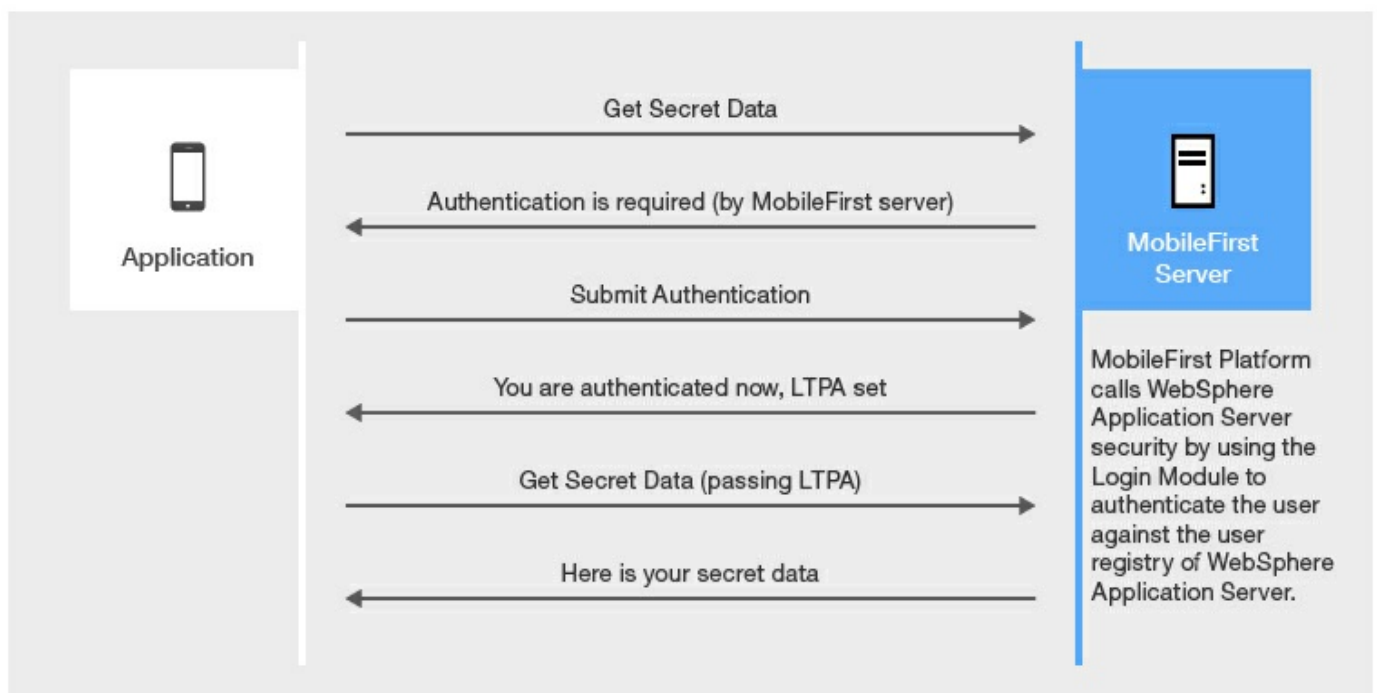 Get Secret Data
Authentication is required (by MobileFirst server)
Application
MobileFirst
Server
Submit Authentication
You are authenticated now, LTPA set
Get Secret Data (passing LTPA)
Here is your secret data
MobileFirst Platform
calls WebSphere
Application Server
security by using the
Login Module to
authenticate the user
against the user
registry of WebSphere
Application Server.